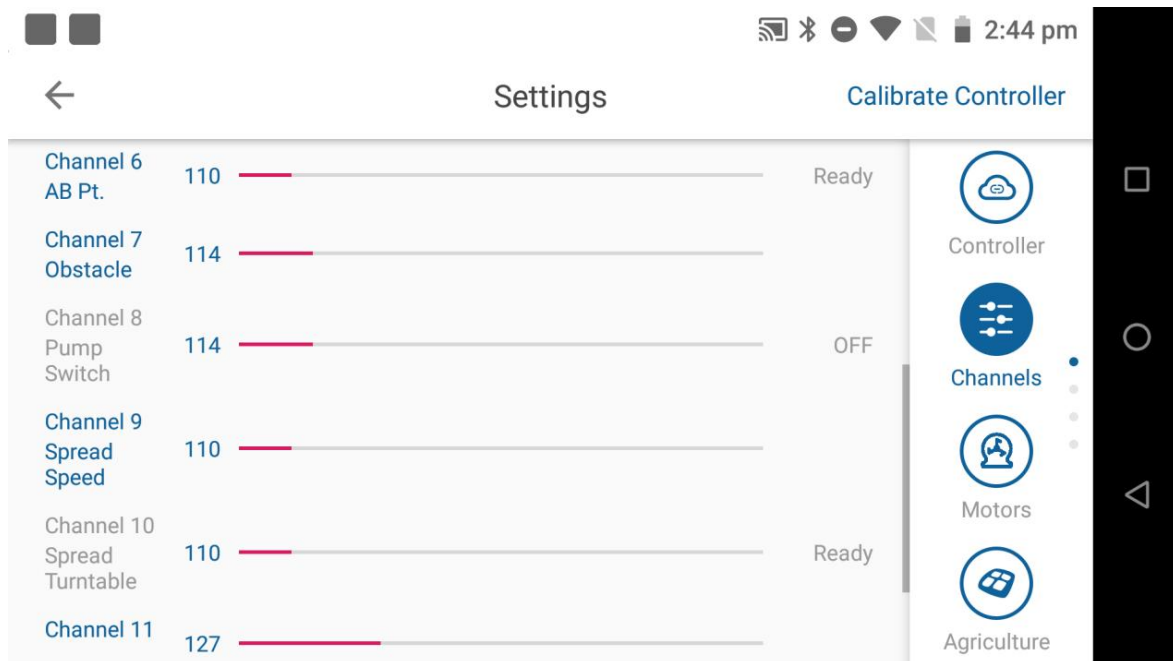 2:44 pm
Settings
Calibrate Controller
Channel 6
AB Pt.
110
Ready
Channel 7
Obstacle
114
Channel 8
Pump
Switch
114
OFF
Channel 9
Spread
Speed
110
Channel 10
Spread
Turntable
110
Ready
Channel 11
127
Controller
Channels
Motors
Agriculture